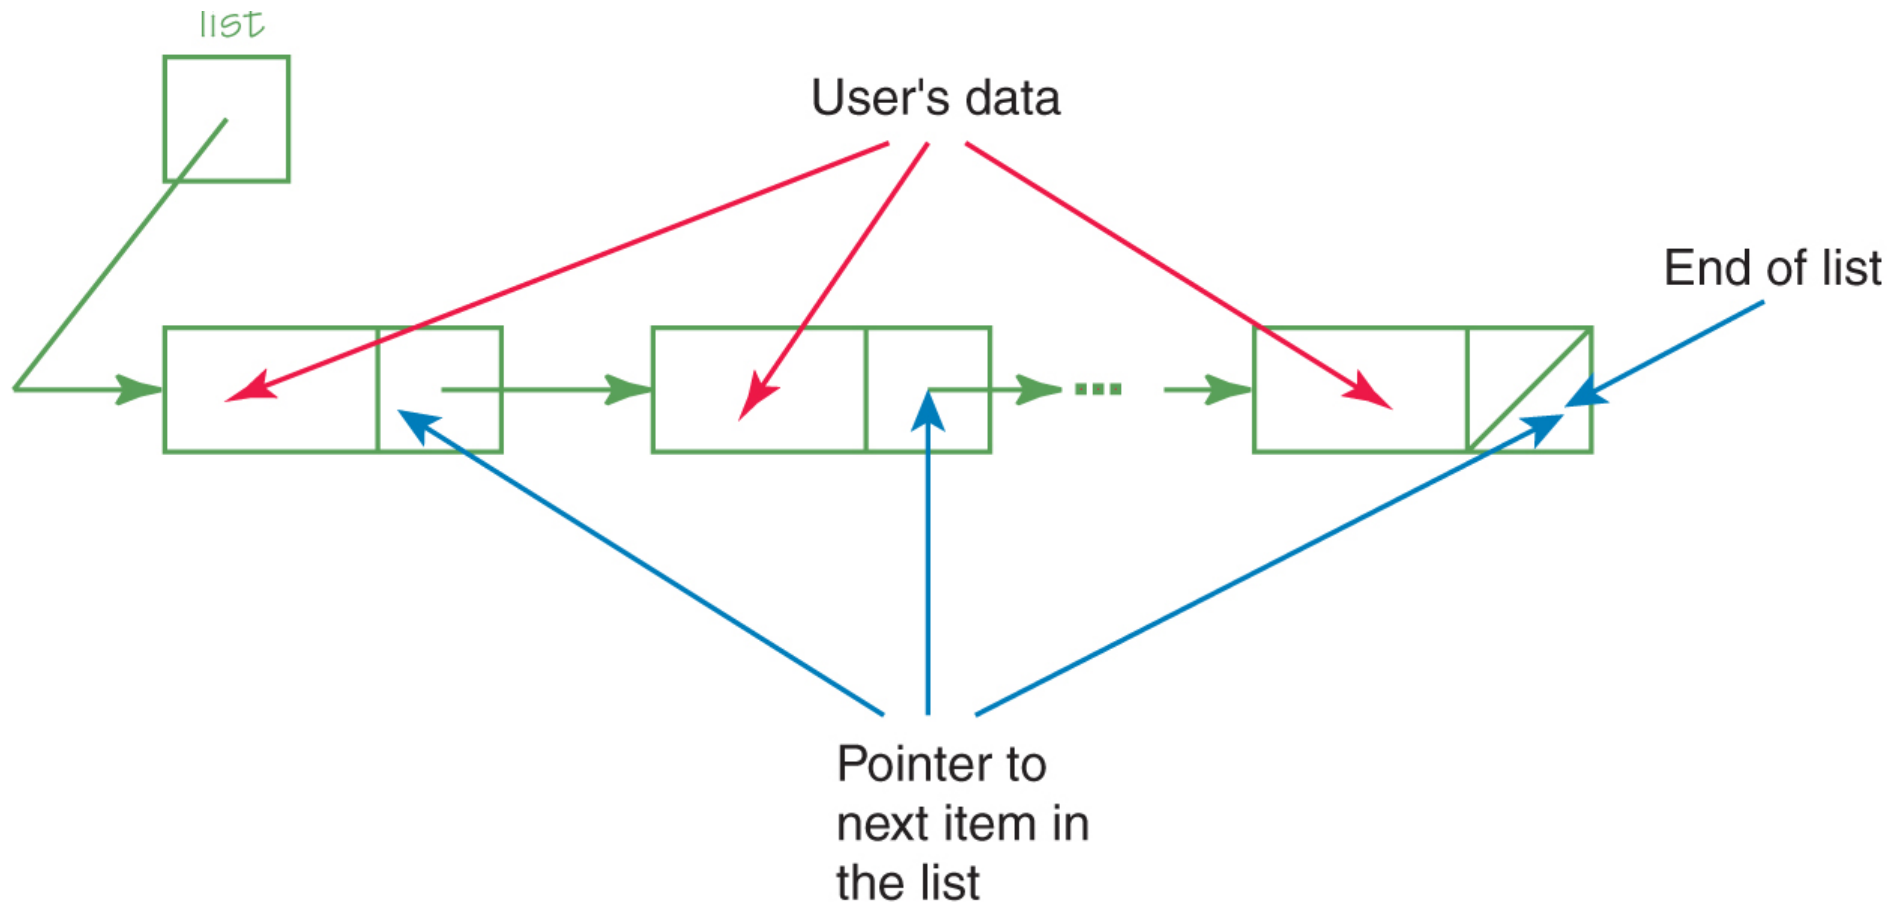 list
User's data
End of list
Pointer to
next item in
the list